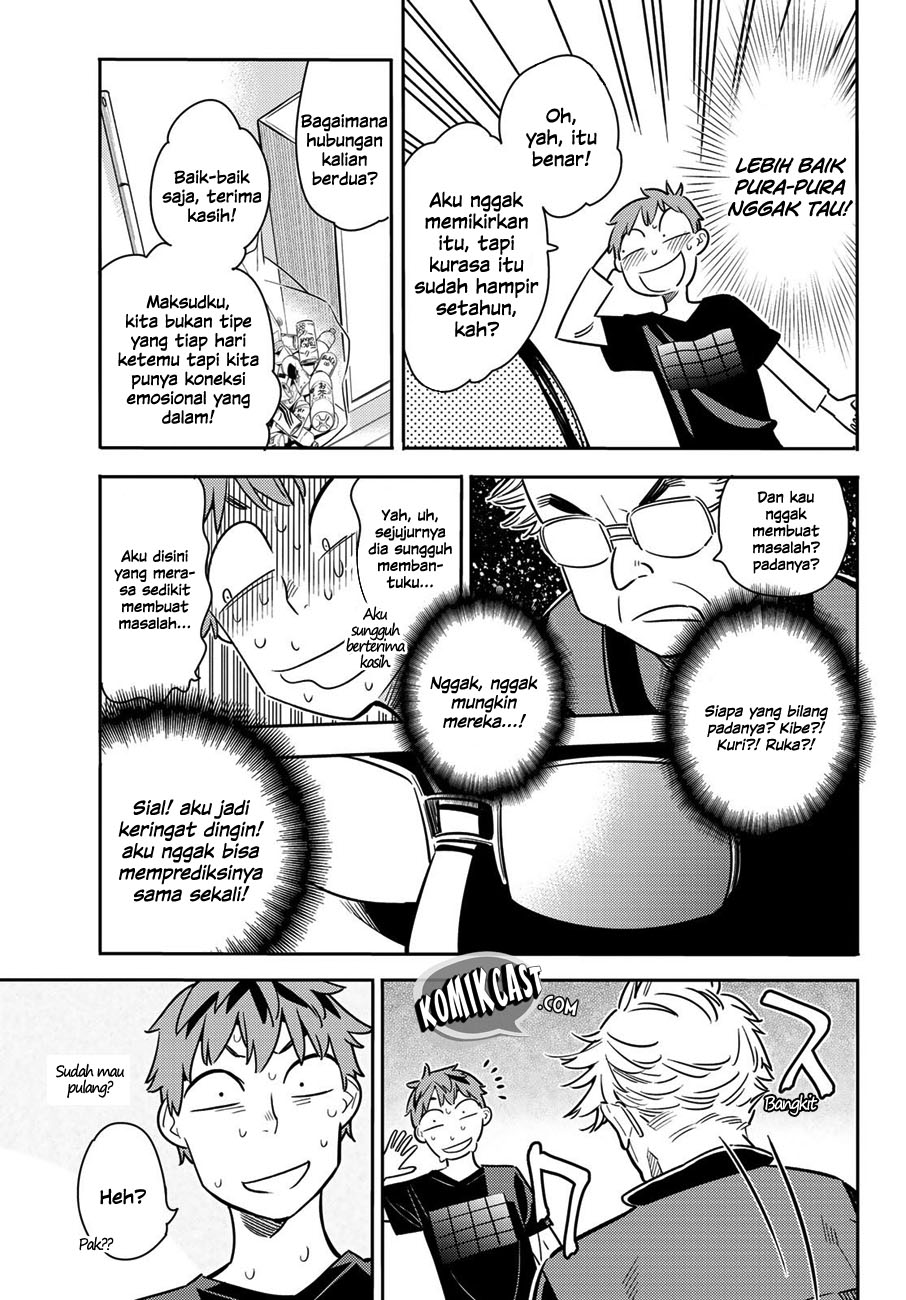 LEBIH BAIK
PURA-PURA
NGGAK TAU!
Oh,
yah, itu
benar!
Aku nggak
memikirkan
itu, tapi
kurasa itu
sudah hampir
setahun,
kah?
Bagaimana
hubungan
kalian
berdua?
Baik-baik
saja, terima
kasih!
Maksudku,
kita bukan tipe
yang tiap hari
ketemu tapi kita
punya koneksi
emosional yang
dalam!
Dan kau
nggak
membuat
masalah?
padanya?
Yah, uh,
sejujurnya
dia sungguh
memban-
tuku...
Aku
sungguh
berterima
kasih.
Aku disini
yang mera-
sa sedikit
membuat
masalah...
Siapa yang bilang
padanya? Kibe?!
Kuri?! Ruka?!
Nggak, nggak
mungkin
mereka...!
Sial! aku jadi
keringat dingin!
aku nggak bisa
memprediksinya
sama sekali!
KOMIKCAST
.COM
ス
ク
Bangkit
Sudah mau
pulang?
Heh?
Pak??